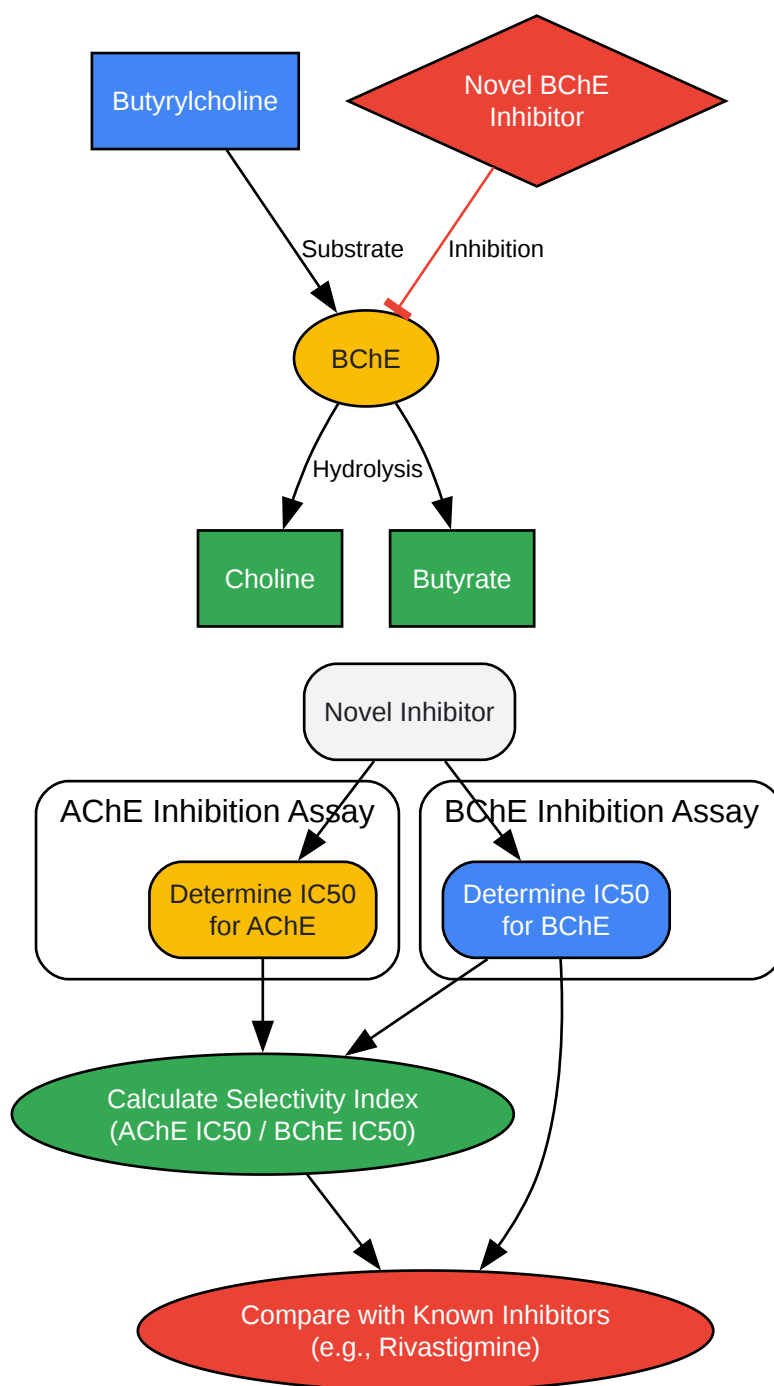 Butyrylcholine
Novel BChE
Inhibitor
Substrate
Inhibition
BChE
Hydrolysis
Choline
Butyrate
Novel Inhibitor
AChE Inhibition Assay
BChE Inhibition Assay
Determine IC50
for AChE
Determine IC50
for BChE
Calculate Selectivity Index
(AChE IC50 / BChE IC50)
Compare with Known Inhibitors
(e.g., Rivastigmine)